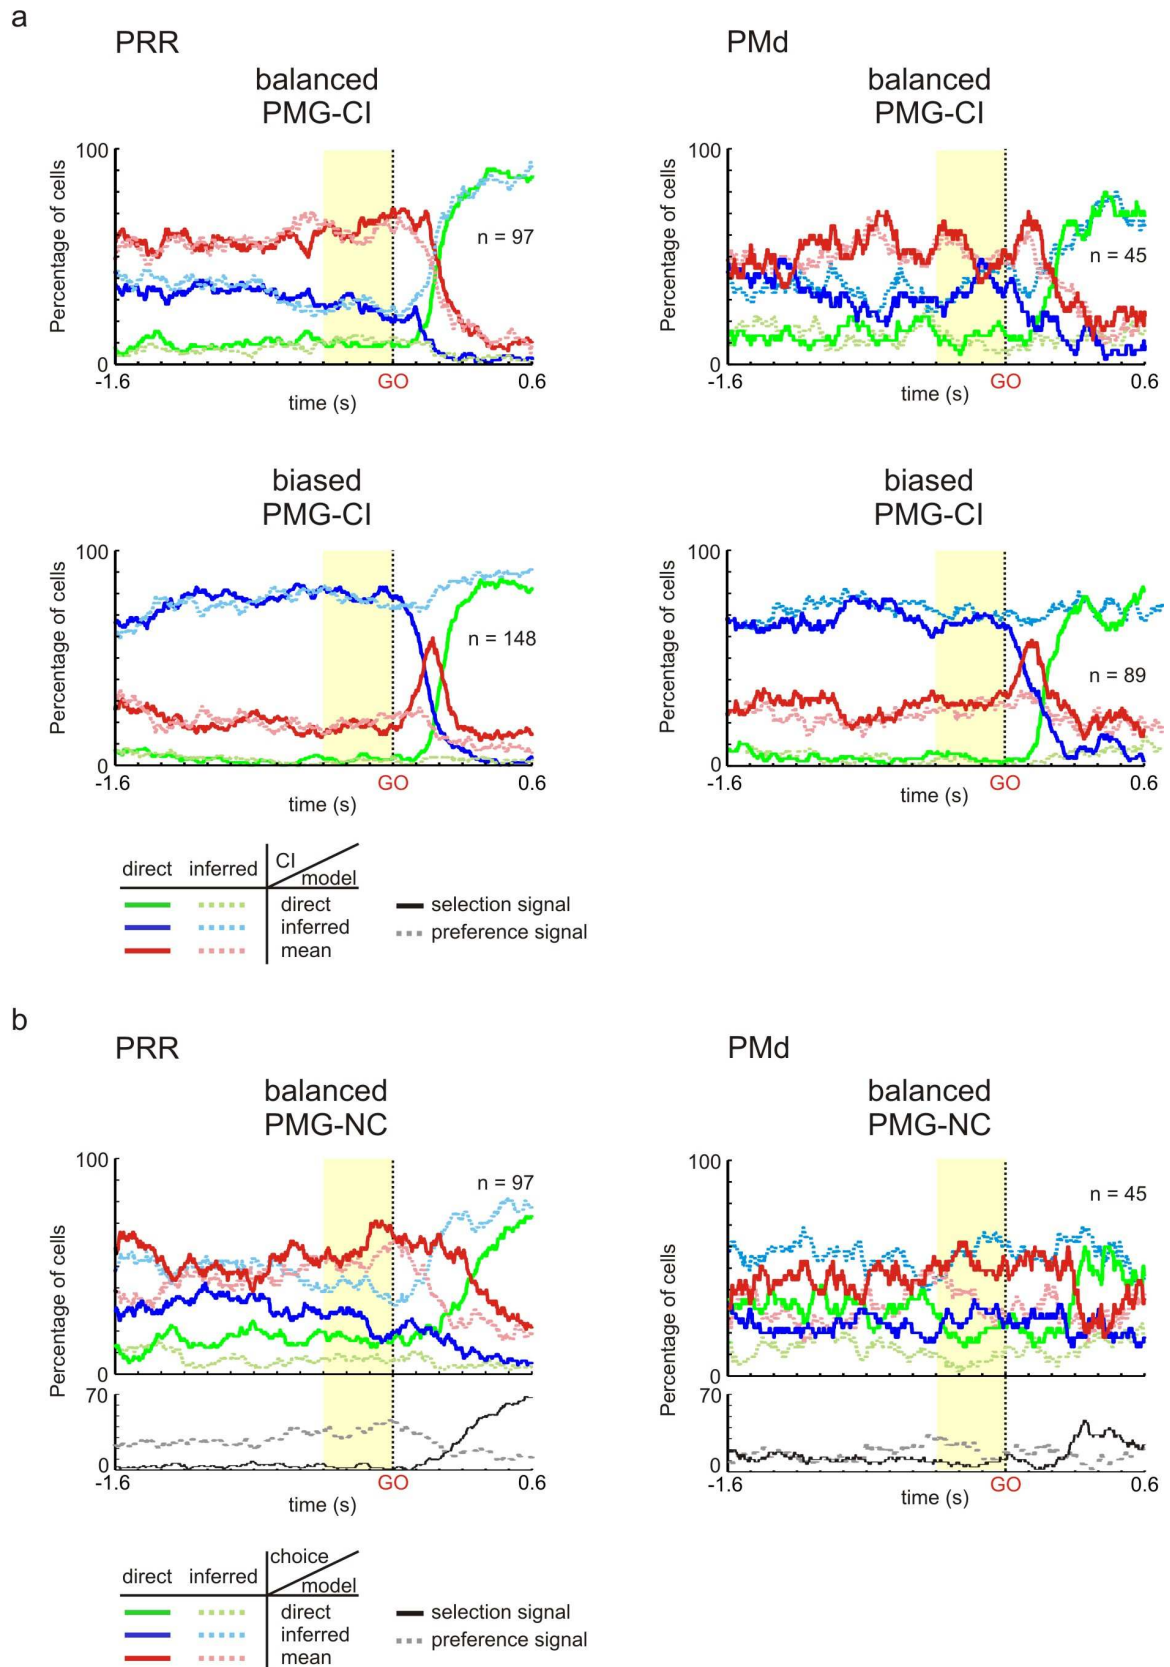 a
PRR
balanced
PMG-CI
100
Percentage of cells
n = 97
0
-1.6
GO
0.6
time (s)
PMd
balanced
PMG-CI
100
Percentage of cells
n = 45
0
-1.6
GO
0.6
time (s)
biased
PMG-CI
100
Percentage of cells
n = 148
0
-1.6
GO
0.6
time (s)
biased
PMG-CI
100
Percentage of cells
n = 89
0
-1.6
GO
0.6
time (s)
direct inferred CI model
direct
inferred
mean
selection signal
preference signal
b
PRR
balanced
PMG-NC
100
Percentage of cells
n = 97
0
70
0
-1.6
GO
0.6
time (s)
PMd
balanced
PMG-NC
100
Percentage of cells
n = 45
0
70
0
-1.6
GO
0.6
time (s)
direct inferred choice model
direct
inferred
mean
selection signal
preference signal